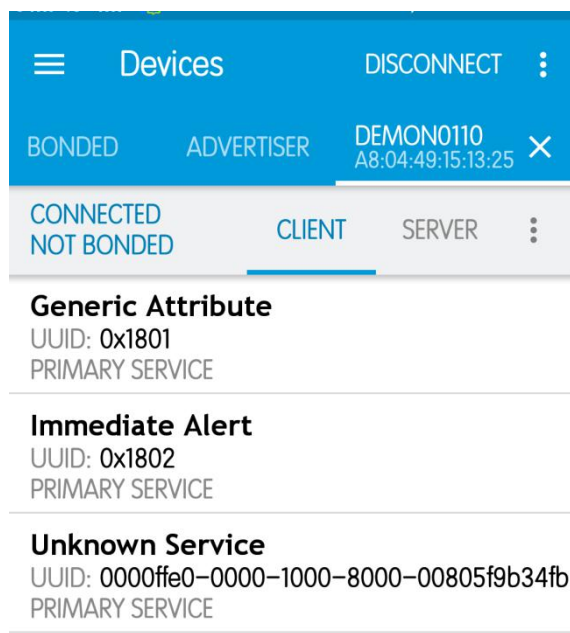 Devices DISCONNECT
BONDED ADVERTISER DEMON0110
A8:04:49:15:13:25
CONNECTED
NOT BONDED CLIENT SERVER
Generic Attribute
UUID: 0x1801
PRIMARY SERVICE
Immediate Alert
UUID: 0x1802
PRIMARY SERVICE
Unknown Service
UUID: 0000ffe0-0000-1000-8000-00805f9b34fb
PRIMARY SERVICE